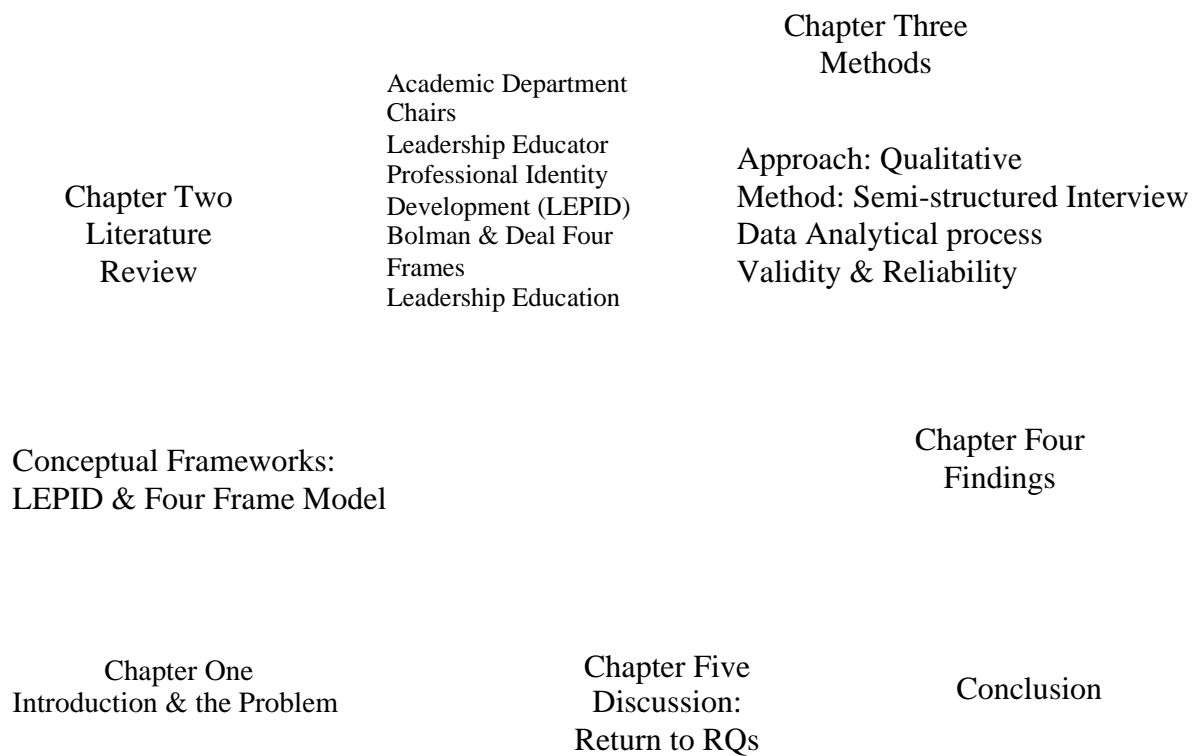 Chapter Three
Methods
Academic Department
Chairs
Leadership Educator
Professional Identity
Development (LEPID)
Bolman & Deal Four
Frames
Leadership Education
Approach: Qualitative
Method: Semi-structured Interview
Data Analytical process
Validity & Reliability
Chapter Two
Literature
Review
Conceptual Frameworks:
LEPID & Four Frame Model
Chapter Four
Findings
Chapter One
Introduction & the Problem
Chapter Five
Discussion:
Return to RQs
Conclusion